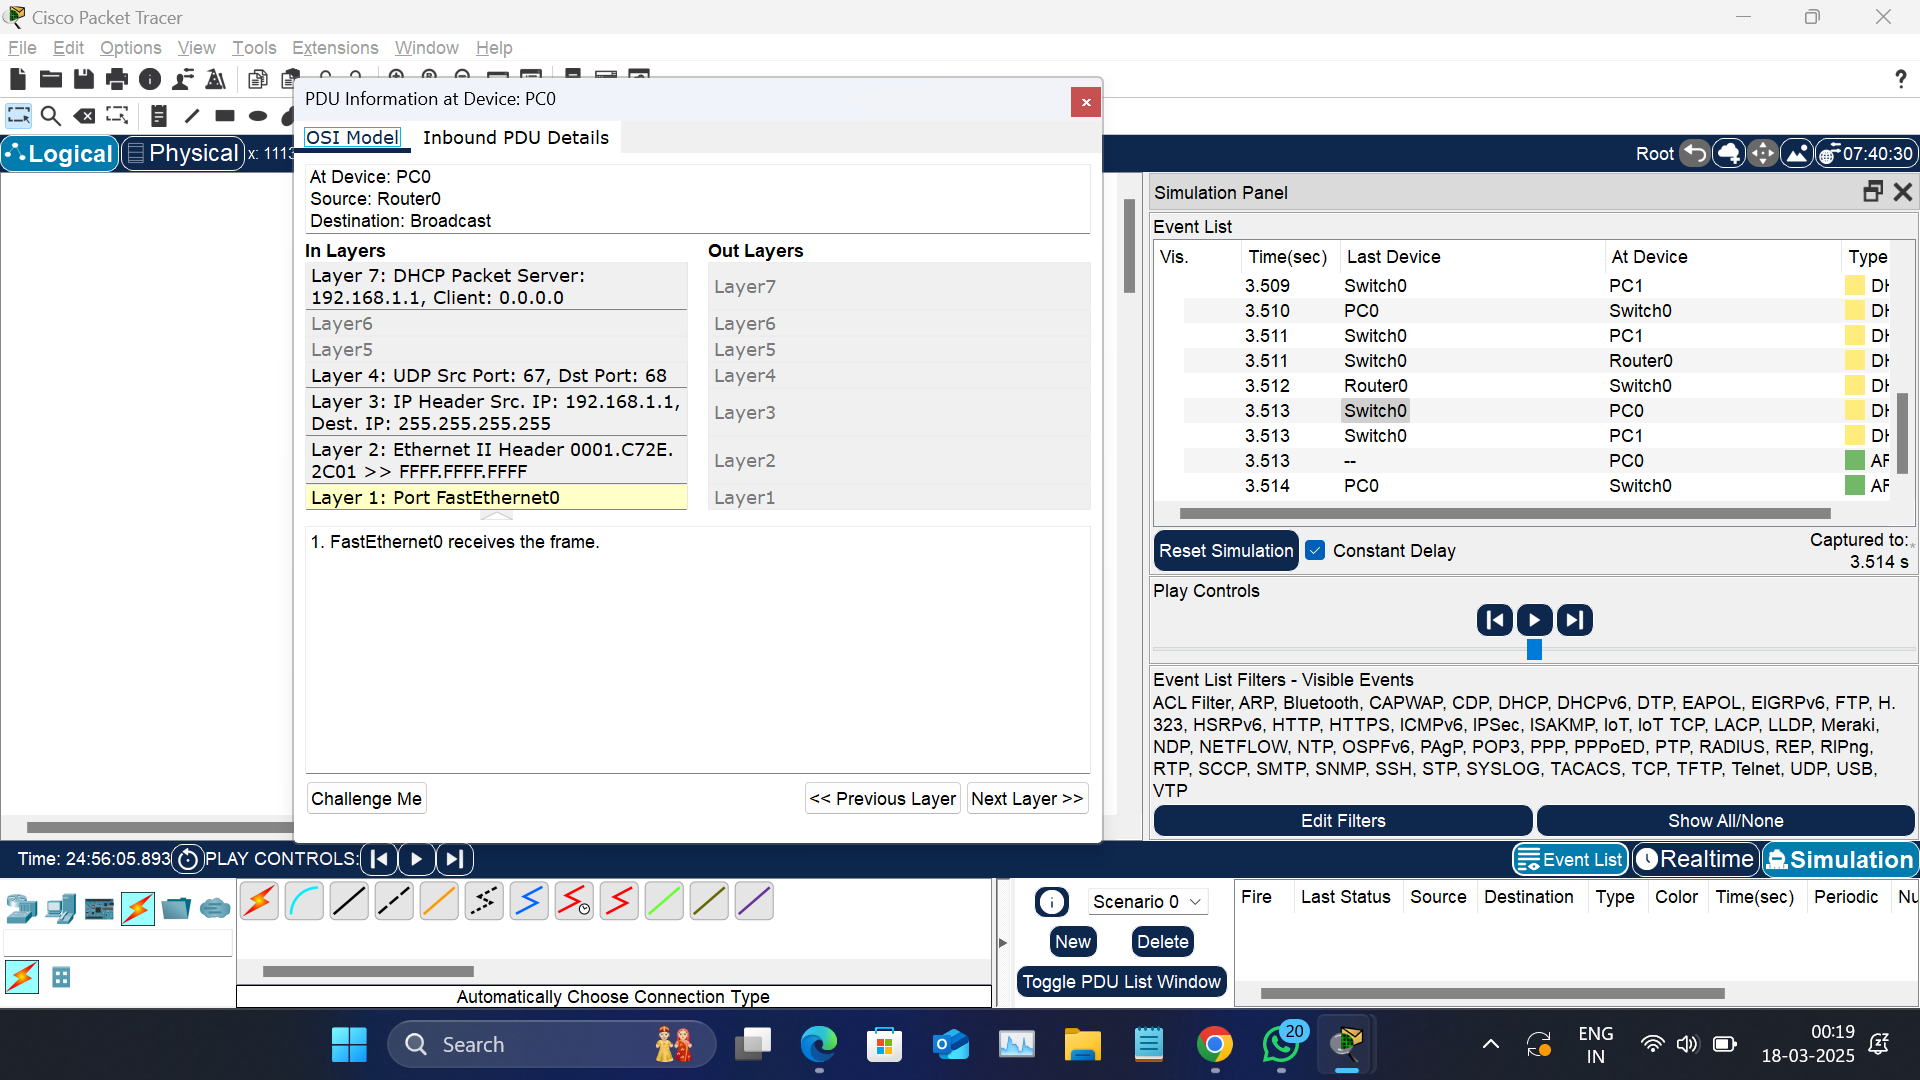 Cisco Packet Tracer
File Edit Options View Tools Extensions Window Help
?
PDU Information at Device: PC0
OSI Model Inbound PDU Details
Logical Physical x: 1113
Root 07:40:30
At Device: PC0
Source: Router0
Destination: Broadcast
In Layers
Layer 7: DHCP Packet Server:
192.168.1.1, Client: 0.0.0.0
Layer6
Layer5
Layer 4: UDP Src Port: 67, Dst Port: 68
Layer 3: IP Header Src. IP: 192.168.1.1,
Dest. IP: 255.255.255.255
Layer 2: Ethernet II Header 0001.C72E.
2C01 >> FFFF.FFFF.FFFF
Layer 1: Port FastEthernet0
Out Layers
Layer7
Layer6
Layer5
Layer4
Layer3
Layer2
Layer1
1. FastEthernet0 receives the frame.
Challenge Me << Previous Layer Next Layer >>
Simulation Panel
Event List
Vis. Time(sec) Last Device At Device Type
3.509 Switch0 PC1 DH
3.510 PC0 Switch0 DH
3.511 Switch0 PC1 DH
3.511 Switch0 Router0 DH
3.512 Router0 Switch0 DH
3.513 Switch0 PC0 DH
3.513 Switch0 PC1 DH
3.513 -- PC0 AF
3.514 PC0 Switch0 AF
Reset Simulation Constant Delay Captured to:
3.514 s
Play Controls
Event List Filters - Visible Events
ACL Filter, ARP, Bluetooth, CAPWAP, CDP, DHCP, DHCPv6, DTP, EAPOL, EIGRPv6, FTP, H.
323, HSRPv6, HTTP, HTTPS, ICMPv6, IPSec, ISAKMP, IoT, IoT TCP, LACP, LLDP, Meraki,
NDP, NETFLOW, NTP, OSPFv6, PAgP, POP3, PPP, PPPoED, PTP, RADIUS, REP, RIPng,
RTP, SCCP, SMTP, SNMP, SSH, STP, SYSLOG, TACACS, TCP, TFTP, Telnet, UDP, USB,
VTP
Edit Filters Show All/None
Time: 24:56:05.893 PLAY CONTROLS:
Event List Realtime Simulation
Automatically Choose Connection Type
Scenario 0
New Delete
Toggle PDU List Window
Fire Last Status Source Destination Type Color Time(sec) Periodic Nu
Search
20
ENG
IN
00:19
18-03-2025